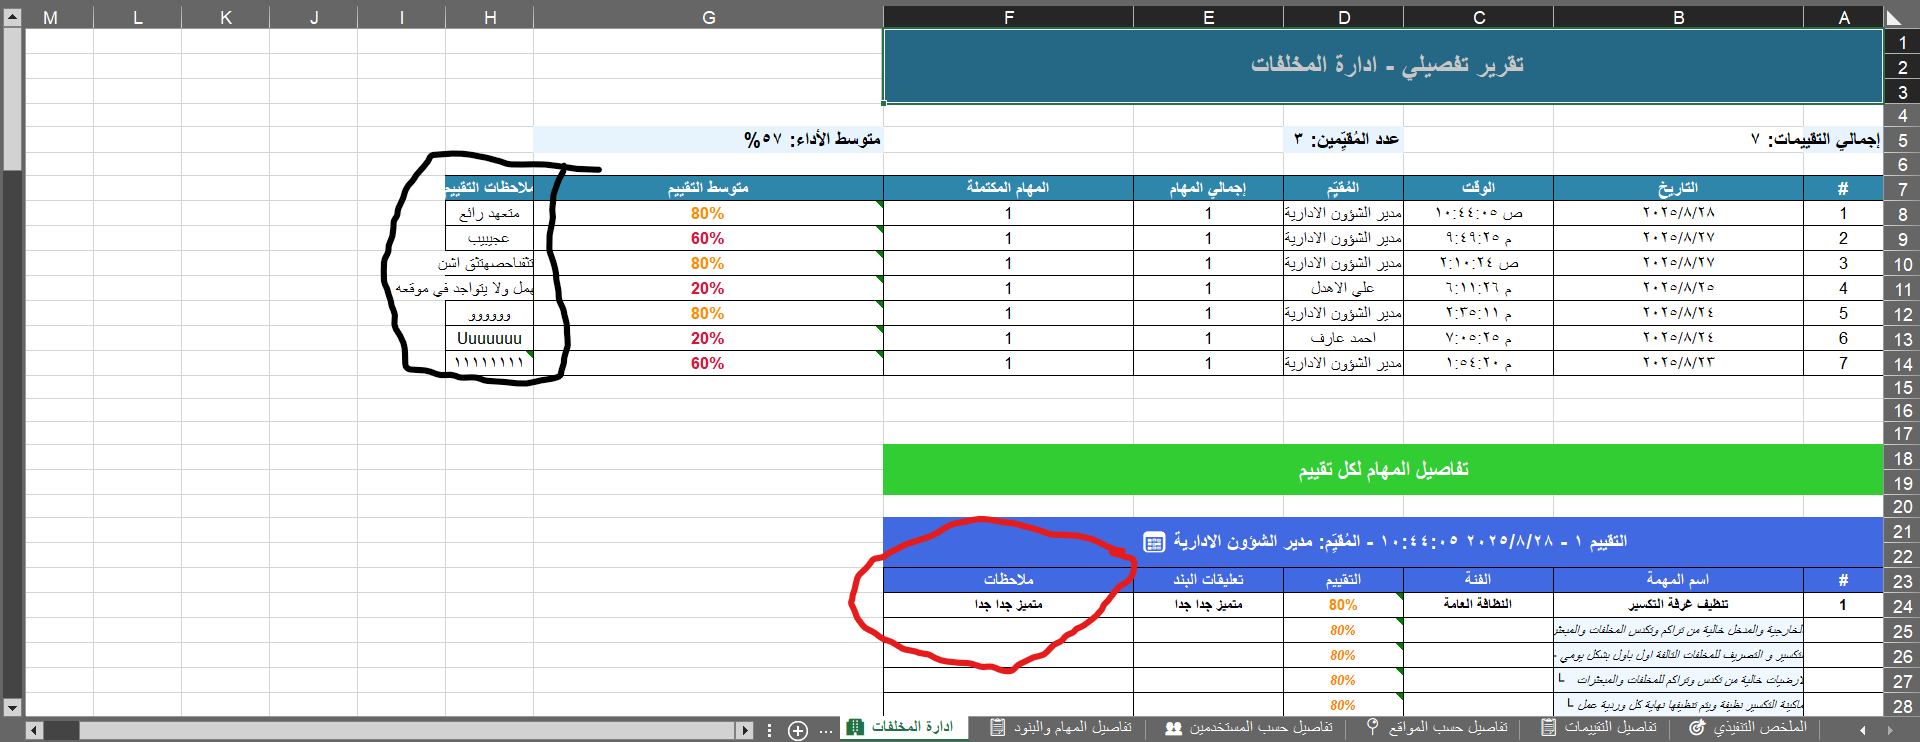 M L K J I H G F E D C B A
1
2
تقرير تفصيلي - ادارة المخلفات
3
4
5 إجمالي التقييمات: ٧ عدد المُقيّمين: ٣ متوسط الأداء: ٥٧%
6
7 # التاريخ الوقت المُقيّم إجمالي المهام المهام المكتملة متوسط التقييم ملاحظات التقييم
8 1 ٢٠٢٥/٨/٢٨ ١٠:٤٤:٠٥ ص مدير الشؤون الادارية 1 1 80% متعهد رائع
9 2 ٢٠٢٥/٨/٢٧ ٩:٤٩:٢٥ م مدير الشؤون الادارية 1 1 60% عجيبيب
10 3 ٢٠٢٥/٨/٢٧ ٢:١٠:٢٤ ص مدير الشؤون الادارية 1 1 80%
11 4 ٢٠٢٥/٨/٢٥ ٦:١١:٢٦ م علي الاهدل 1 1 20% همل ولا يتواجد في موقعه
12 5 ٢٠٢٥/٨/٢٤ ٢:٣٥:١١ م مدير الشؤون الادارية 1 1 80% وووووو
13 6 ٢٠٢٥/٨/٢٤ ٧:٠٥:٢٥ م احمد عارف 1 1 20% Uuuuuuu
14 7 ٢٠٢٥/٨/٢٣ ١:٥٤:٢٠ م مدير الشؤون الادارية 1 1 60% ١١١١١١١١
15
16
17
18 تفاصيل المهام لكل تقييم
19
20
21 التقييم ١ - ٢٠٢٥/٨/٢٨ ١٠:٤٤:٠٥ - المُقيّم: مدير الشؤون الادارية
22
23 # اسم المهمة الفئة التقييم تعليقات البند ملاحظات
24 1 تنظيف غرفة التكسير النظافة العامة 80% متميز جدا جدا متميز جدا جدا
25 الخارجية والمدخل خالية من تراكم وتكدس المخلفات والمبعثر 80%
26 تكسير و التصريف للمخلفات التالفة اول باول بشكل يومي - 80%
27 لارضيات خالية من تكدس وتراكم للمخلفات والمبعثرات 80%
28 ماكينة التكسير نظيفة ويتم تنظيفها نهاية كل وردية عمل 80%
الملخص التنفيذي تفاصيل التقييمات تفاصيل حسب المواقع تفاصيل حسب المستخدمين تفاصيل المهام والبنود ادارة المخلفات ...